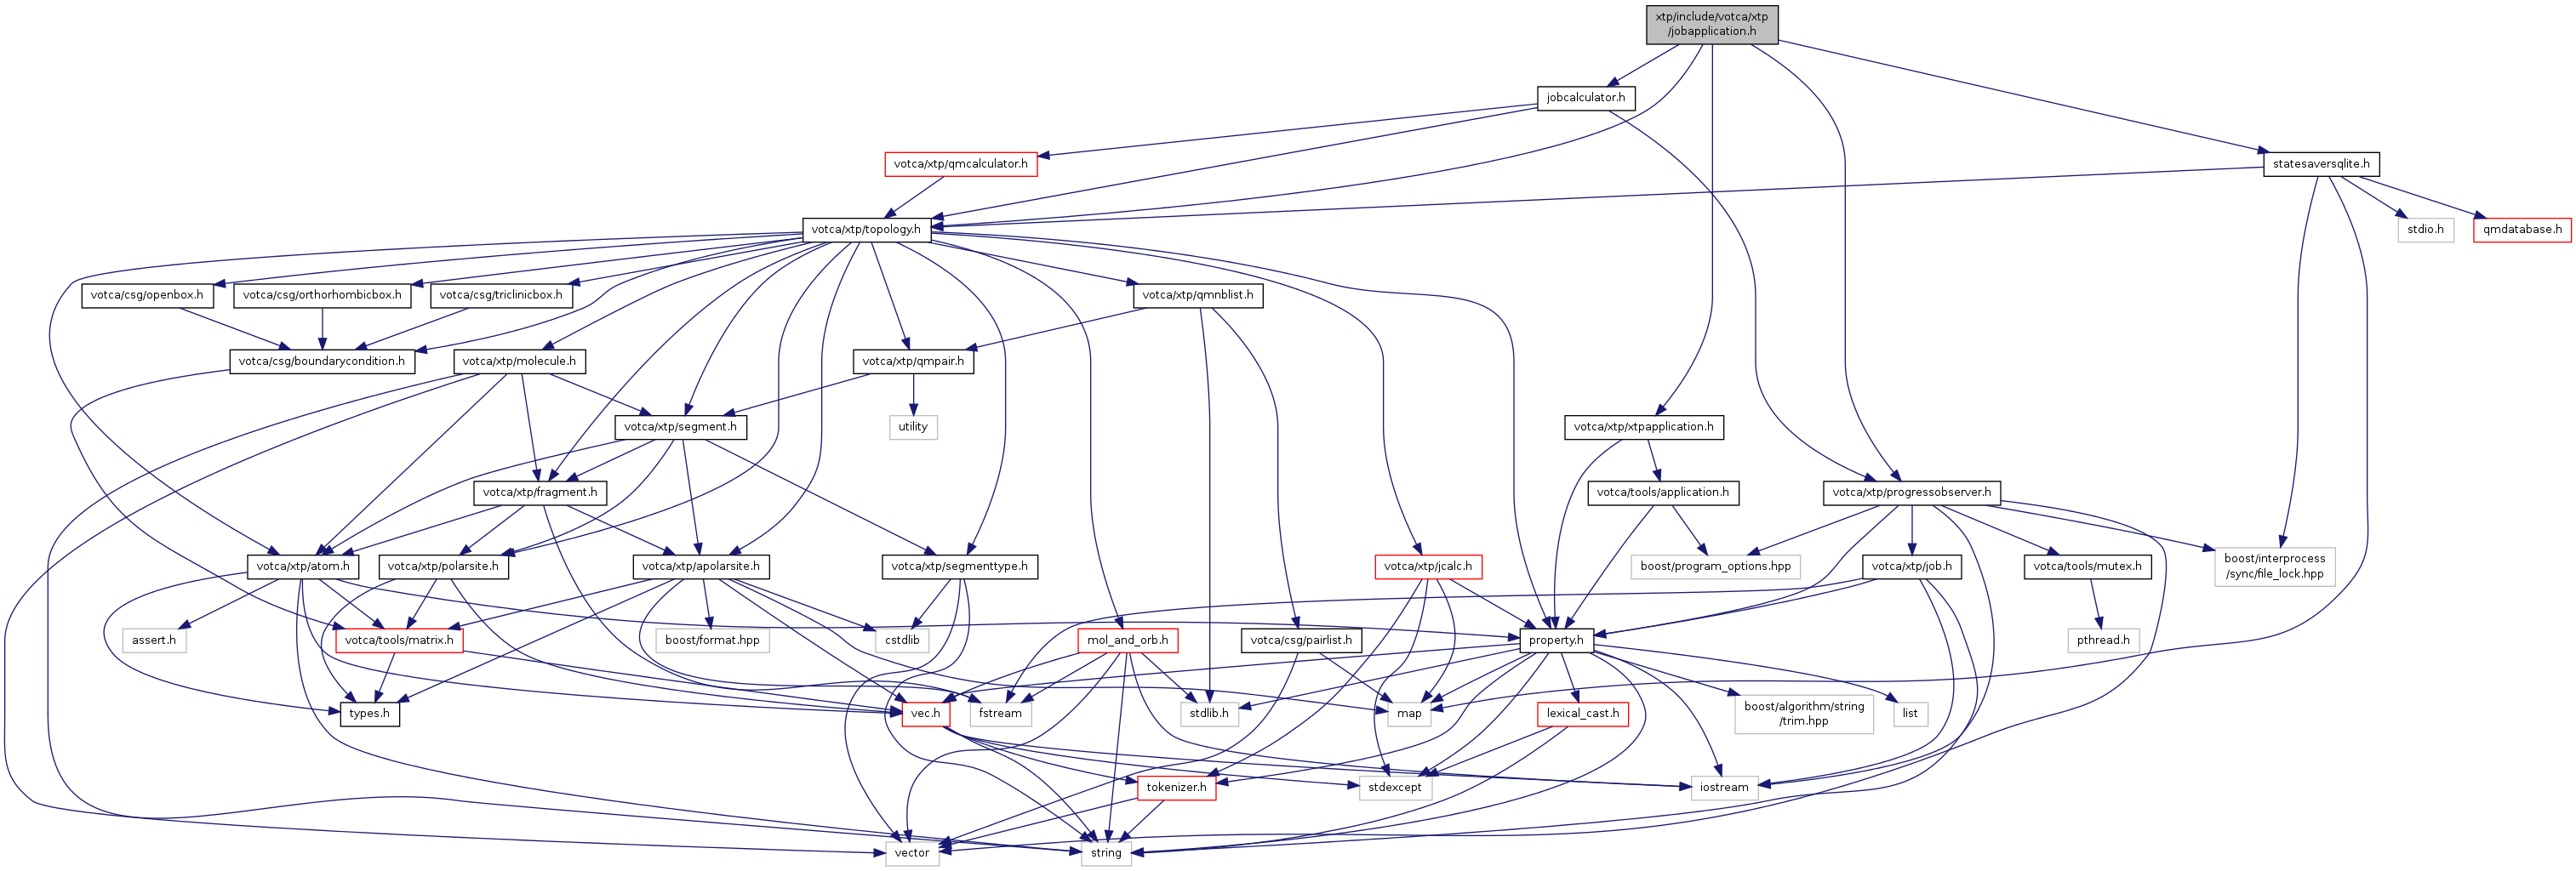 xtp/include/votca/xtp
/jobapplication.h
jobcalculator.h
votca/xtp/qmcalculator.h
statesaversqlite.h
votca/xtp/topology.h
stdio.h
qmdatabase.h
votca/csg/openbox.h
votca/csg/orthorhombicbox.h
votca/csg/triclinicbox.h
votca/xtp/qmnblist.h
votca/csg/boundarycondition.h
votca/xtp/molecule.h
votca/xtp/qmpair.h
votca/xtp/segment.h
utility
votca/xtp/xtpapplication.h
votca/xtp/fragment.h
votca/tools/application.h
votca/xtp/progressobserver.h
votca/xtp/atom.h
votca/xtp/polarsite.h
votca/xtp/apolarsite.h
votca/xtp/segmenttype.h
votca/xtp/jcalc.h
boost/program_options.hpp
votca/xtp/job.h
votca/tools/mutex.h
boost/interprocess
/sync/file_lock.hpp
assert.h
votca/tools/matrix.h
boost/format.hpp
cstdlib
mol_and_orb.h
votca/csg/pairlist.h
property.h
pthread.h
types.h
vec.h
fstream
stdlib.h
map
lexical_cast.h
boost/algorithm/string
/trim.hpp
list
tokenizer.h
stdexcept
iostream
vector
string